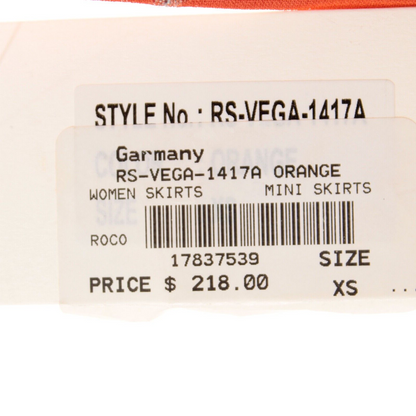 STYLE No.: RS-VEGA-1417A
Garmany
RS-VEGA-1417A ORANGE
WOMEN SKIRTS MINI SKIRTS
ROCO
17837539 SIZE
PRICE $ 218.00 XS